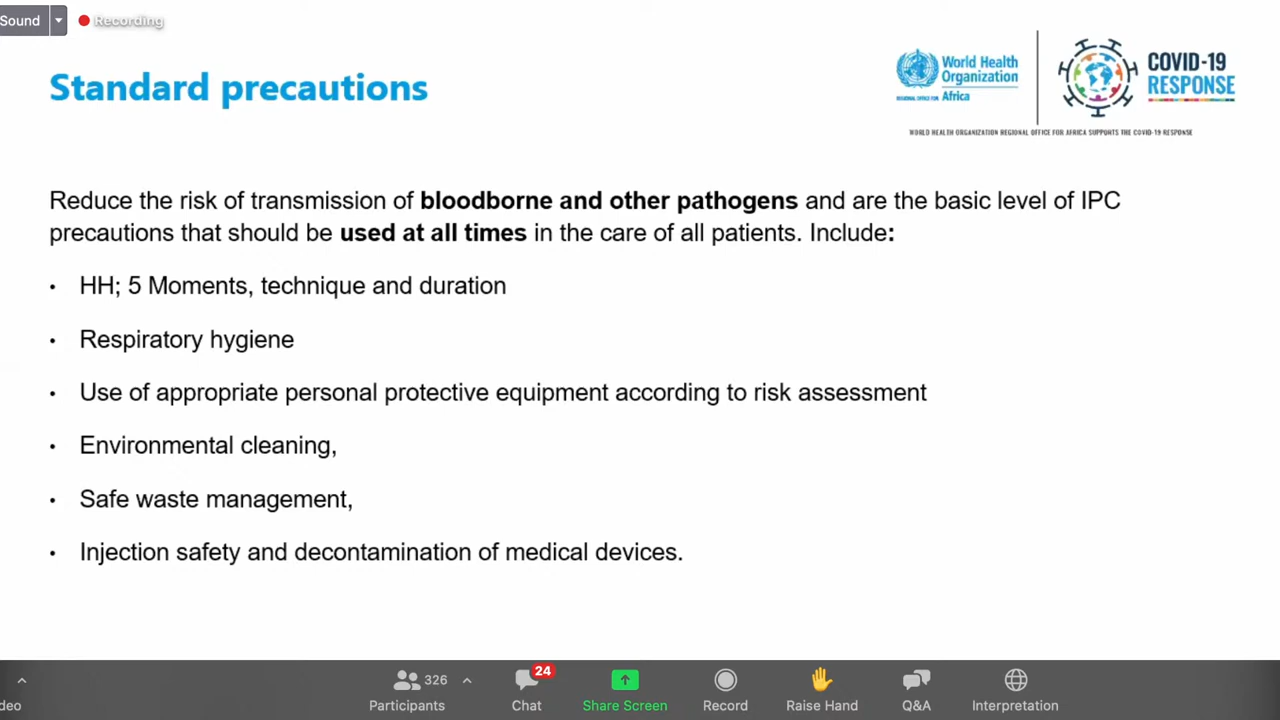 Sound
Recording
Standard precautions
World Health
Organization
REGIONAL OFFICE FOR Africa
COVID-19
RESPONSE
WORLD HEALTH ORGANIZATION REGIONAL OFFICE FOR AFRICA SUPPORTS THE COVID-19 RESPONSE
Reduce the risk of transmission of bloodborne and other pathogens and are the basic level of IPC
precautions that should be used at all times in the care of all patients. Include:
• HH; 5 Moments, technique and duration
• Respiratory hygiene
• Use of appropriate personal protective equipment according to risk assessment
• Environmental cleaning,
• Safe waste management,
• Injection safety and decontamination of medical devices.
326
24
deo
Participants
Chat
Share Screen
Record
Raise Hand
Q&A
Interpretation